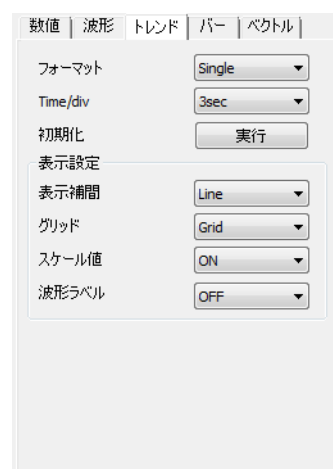 数値 波形 トレンド バー ベクトル
フォーマット Single
Time/div 3sec
初期化 実行
表示設定
表示補間 Line
グリッド Grid
スケール値 ON
波形ラベル OFF